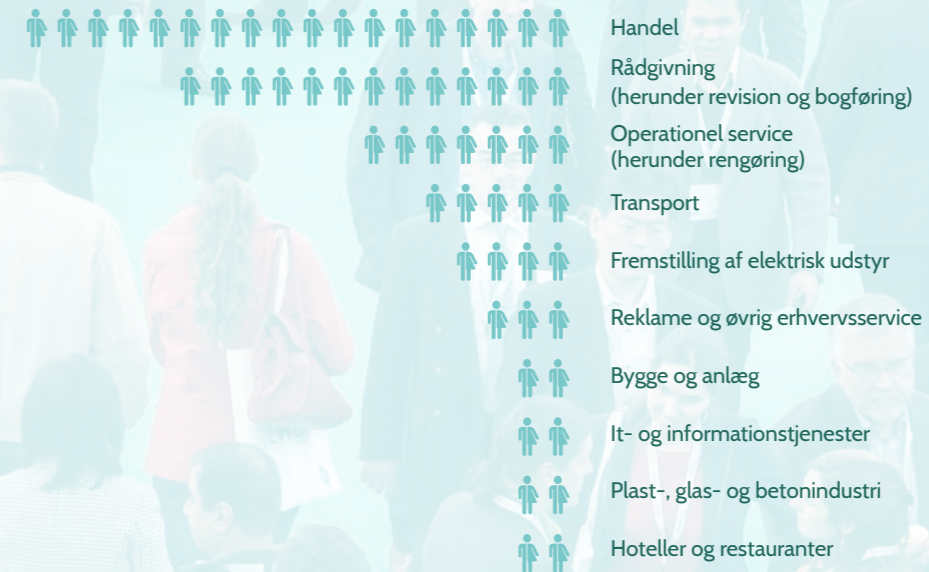 Handel
Rådgivning
(herunder revision og bogføring)
Operationel service
(herunder rengøring)
Transport
Fremstilling af elektrisk udstyr
Reklame og øvrig erhvervsservice
Bygge og anlæg
It- og informationstjenester
Plast-, glas- og betonindustri
Hoteller og restauranter